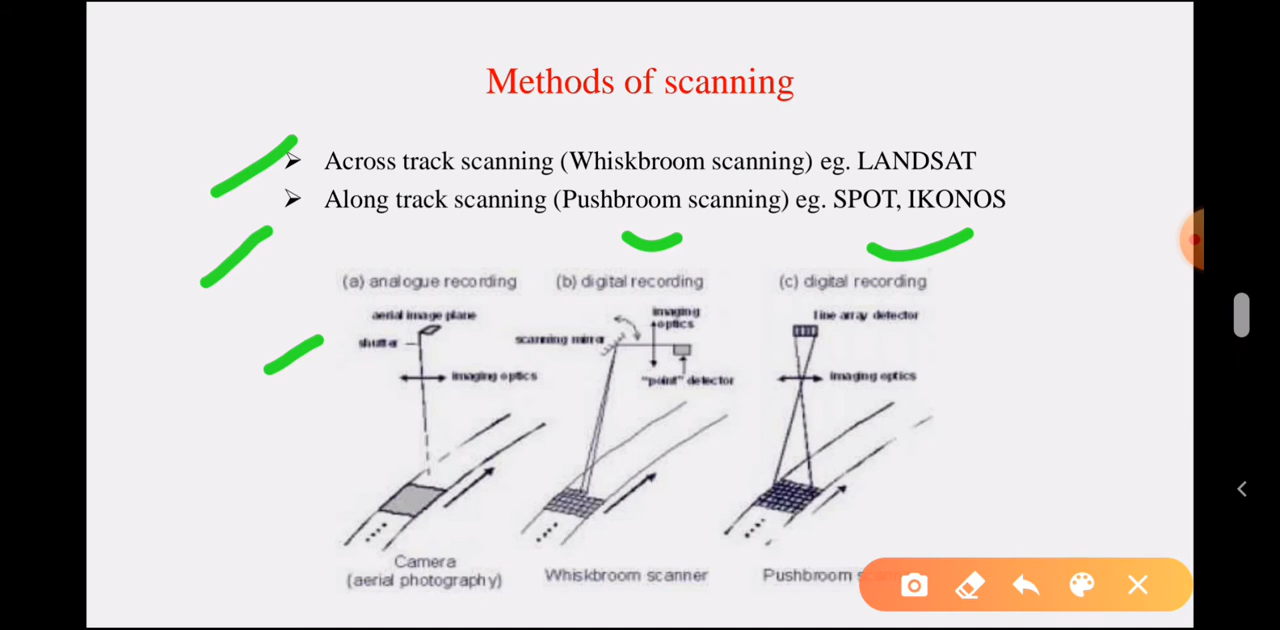 Methods of scanning
➢ Across track scanning (Whiskbroom scanning) eg. LANDSAT
➢ Along track scanning (Pushbroom scanning) eg. SPOT, IKONOS
(a) analogue recording
aerial image plane
shutter
imaging optics
Camera
(aerial photography)
(b) digital recording
imaging
optics
scanning mirror
"point" detector
Whiskbroom scanner
(c) digital recording
line array detector
imaging optics
Pushbroom